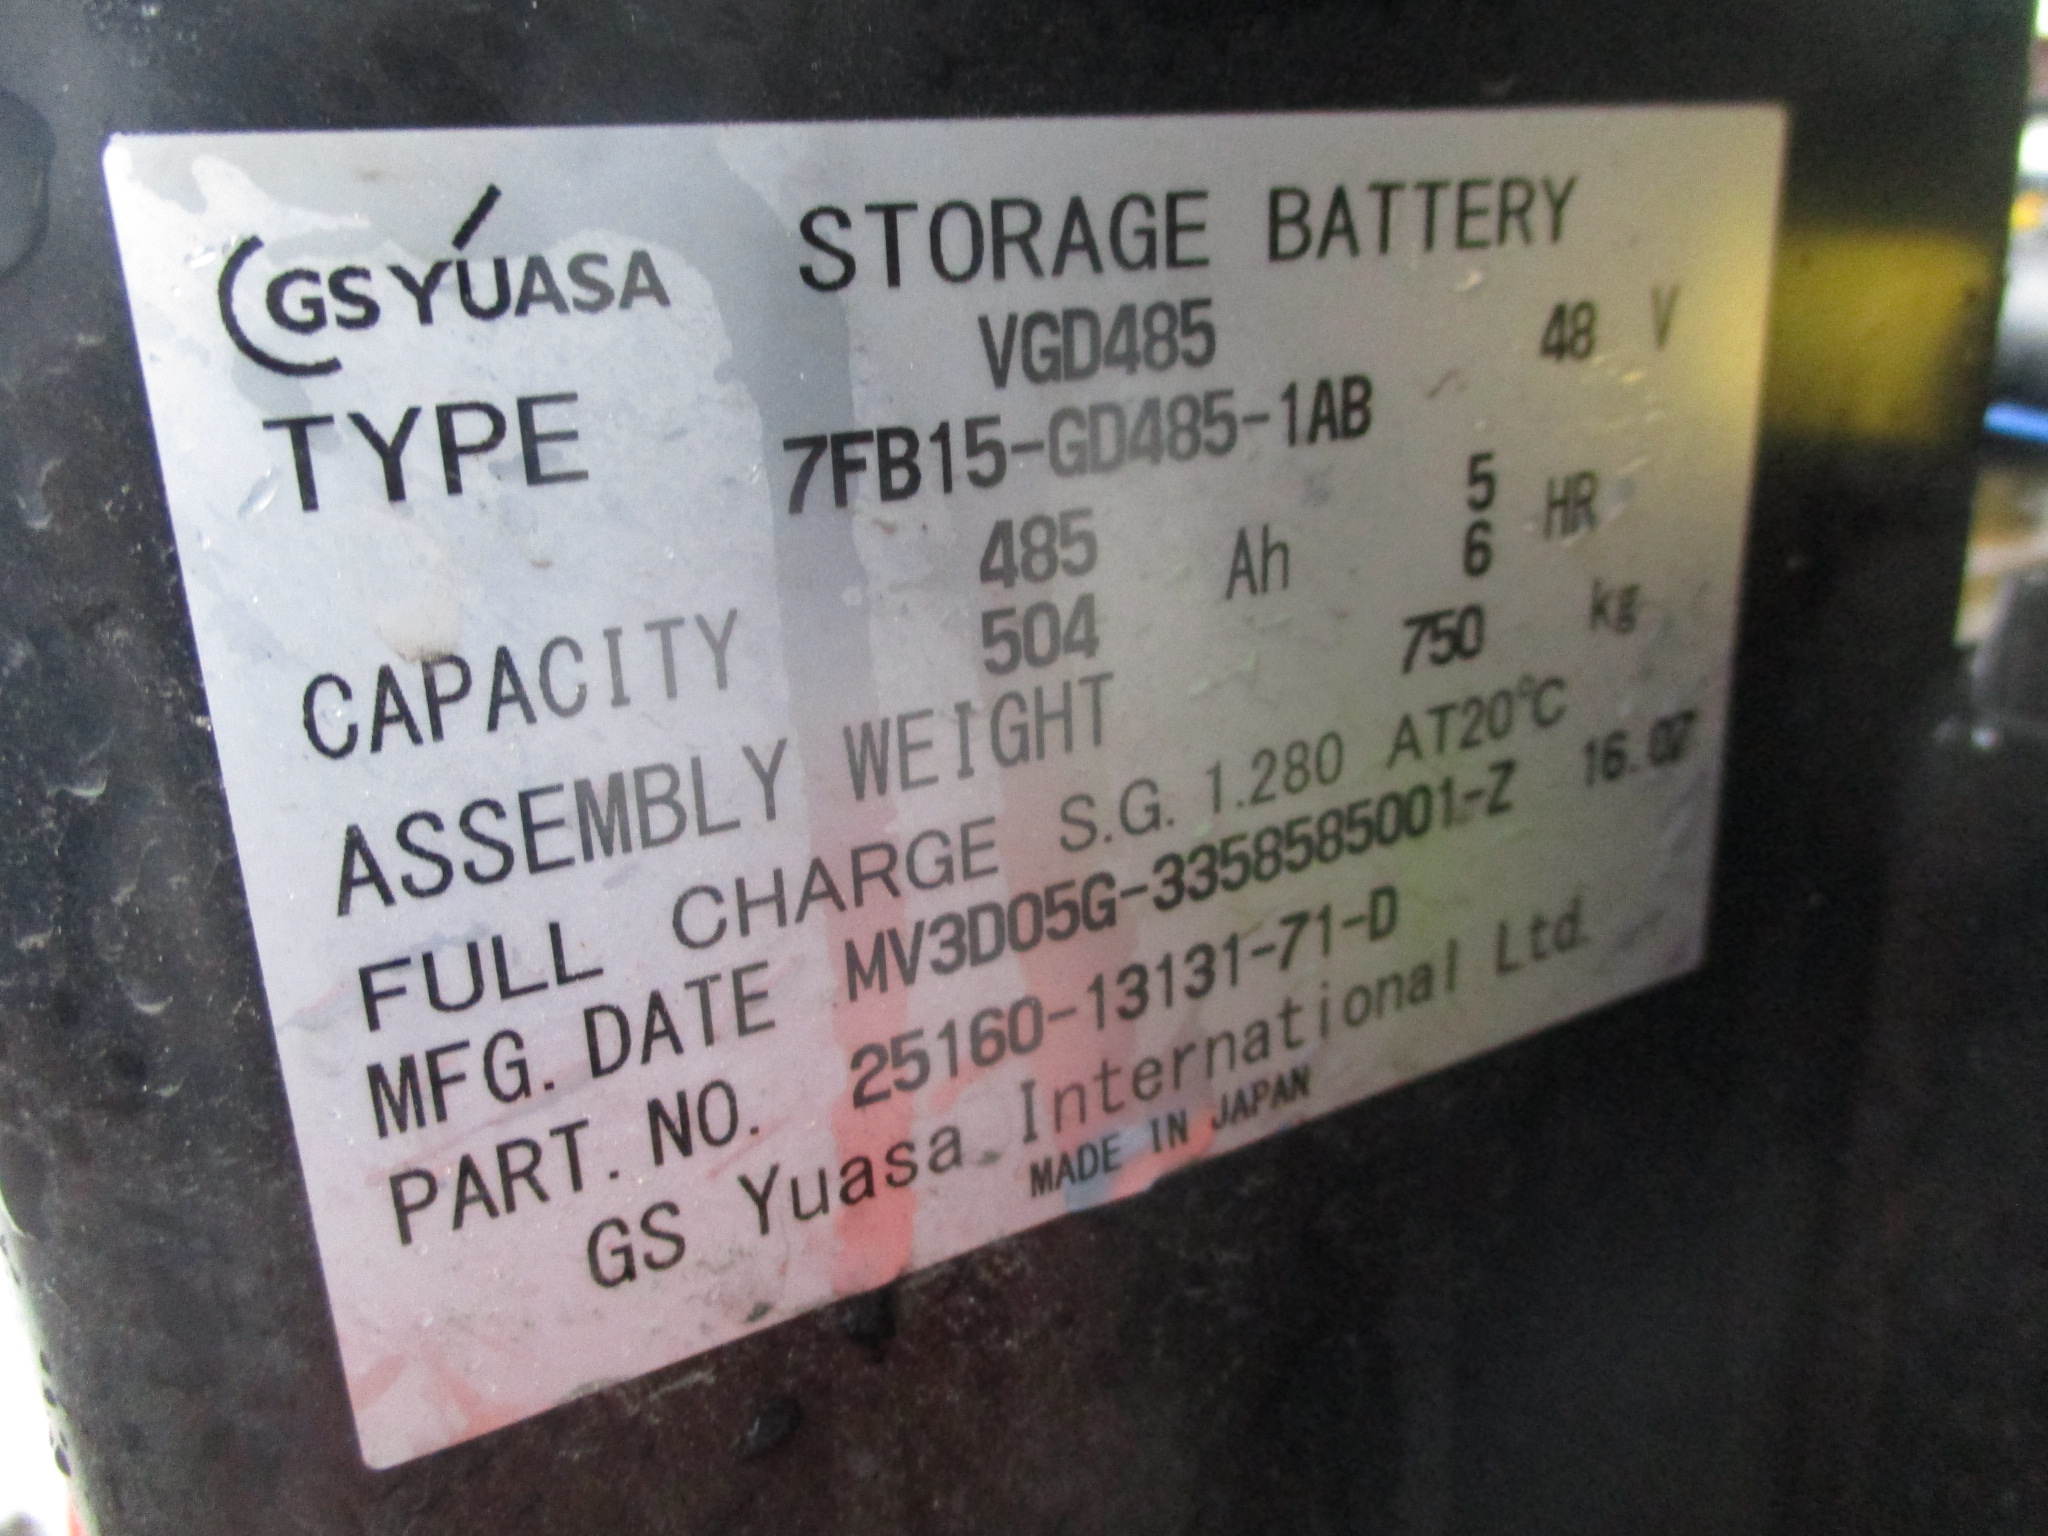 GS YUASA STORAGE BATTERY
VGD485 48 V
TYPE 7FB15-GD485-1AB
485 5
CAPACITY Ah HR
504 6
ASSEMBLY WEIGHT 750 kg
FULL CHARGE S.G. 1.280 AT20°C
MFG. DATE MV3D05G-3358585001-Z 16.07
PART. NO. 25160-13131-71-D
GS Yuasa International Ltd.
MADE IN JAPAN